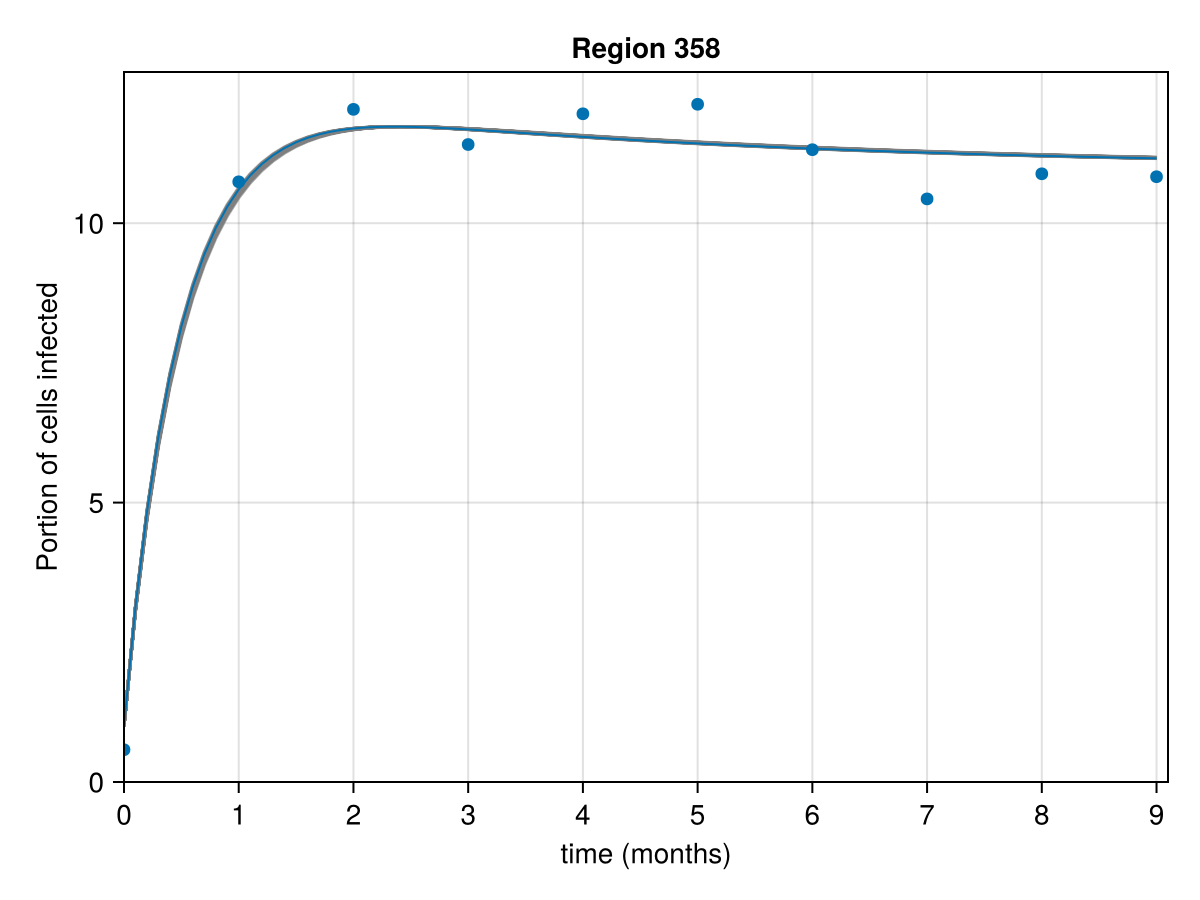 Region 358
Portion of cells infected
10
5
0
0 1 2 3 4 5 6 7 8 9
time (months)